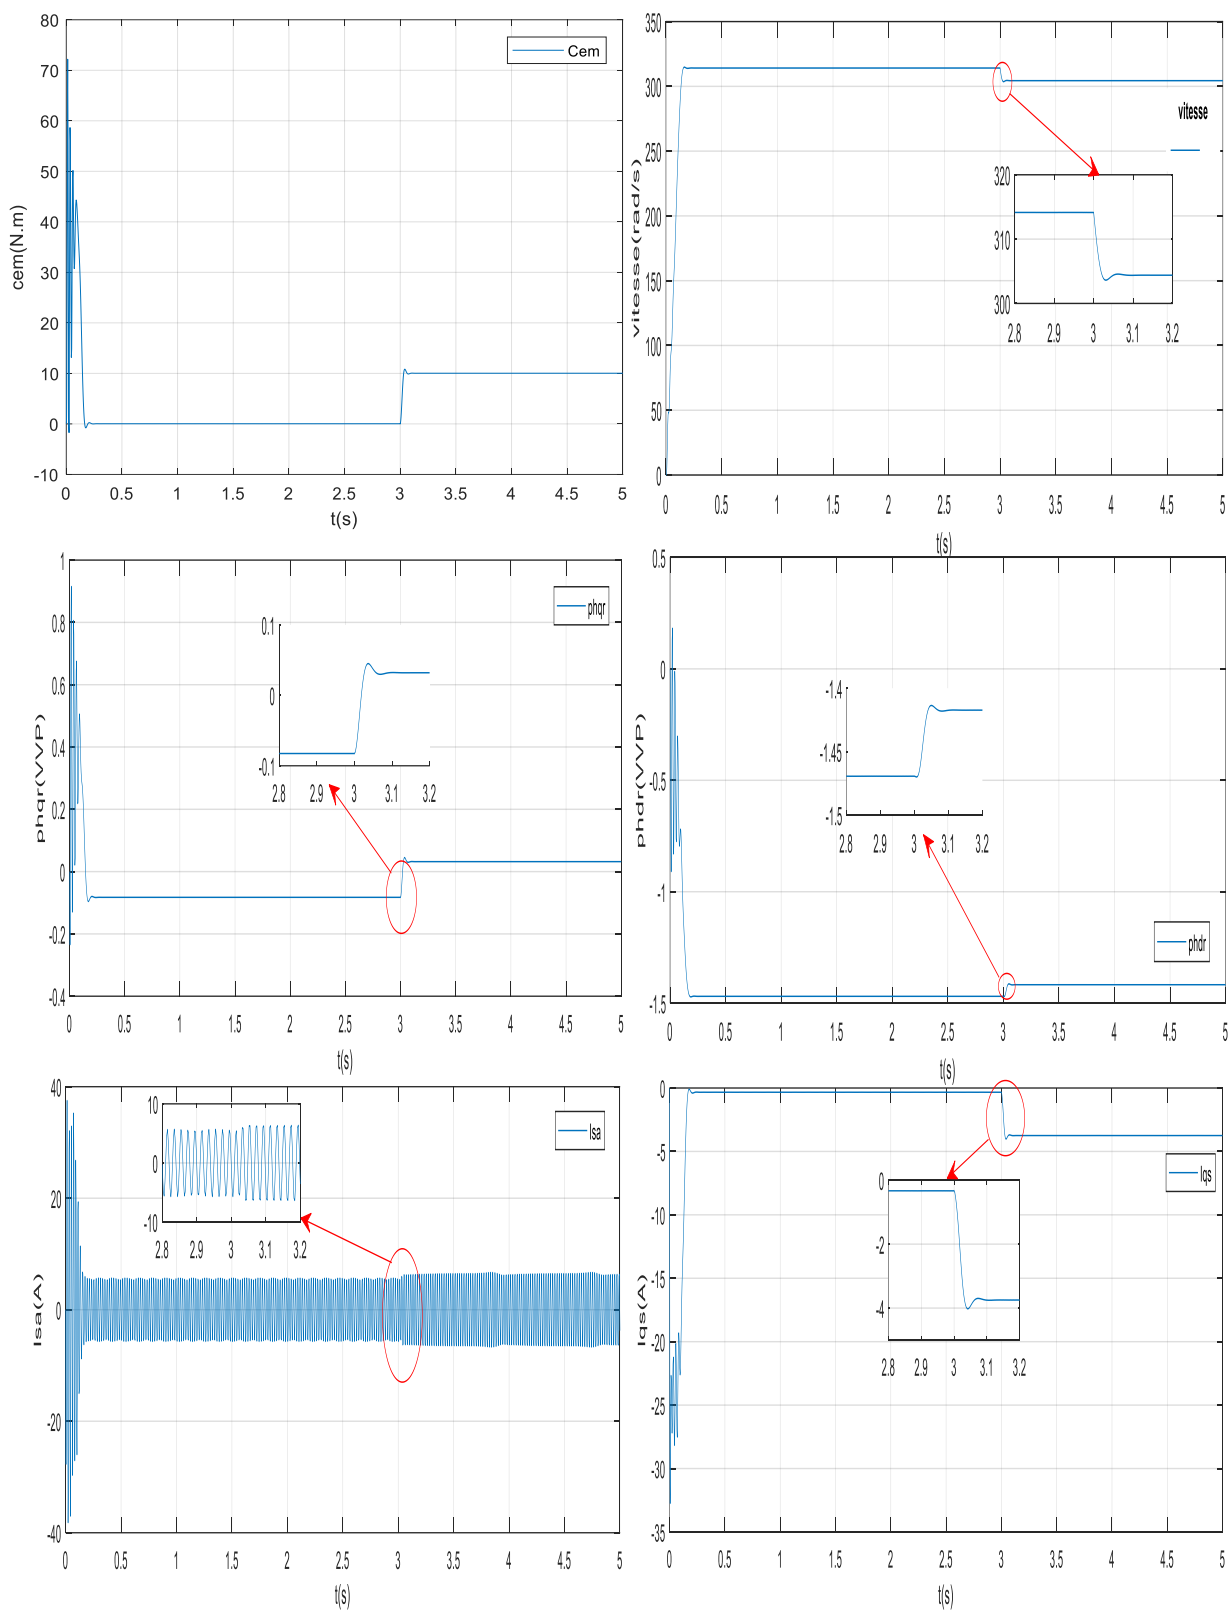 80
70
60
50
40
30
20
10
0
-10
cem(N.m)
Cem
0 0.5 1 1.5 2 2.5 3 3.5 4 4.5 5
t(s)
350
300
250
200
150
100
50
0
vitesse(rad/s)
vitesse
320
310
300
2.8 2.9 3 3.1 3.2
0 0.5 1 1.5 2 2.5 3 3.5 4 4.5 5
t(s)
1
0.8
0.6
0.4
0.2
0
-0.2
-0.4
phqr(VVP)
phqr
0.1
0
-0.1
2.8 2.9 3 3.1 3.2
0 0.5 1 1.5 2 2.5 3 3.5 4 4.5 5
t(s)
0.5
0
-0.5
-1
-1.5
phdr(VVP)
-1.4
-1.45
-1.5
2.8 2.9 3 3.1 3.2
phdr
0 0.5 1 1.5 2 2.5 3 3.5 4 4.5 5
t(s)
40
20
0
-20
-40
Isa(A)
Isa
10
0
-10
2.8 2.9 3 3.1 3.2
0 0.5 1 1.5 2 2.5 3 3.5 4 4.5 5
t(s)
0
-5
-10
-15
-20
-25
-30
-35
Iqs(A)
Iqs
0
-2
-4
2.8 2.9 3 3.1 3.2
0 0.5 1 1.5 2 2.5 3 3.5 4 4.5 5
t(s)